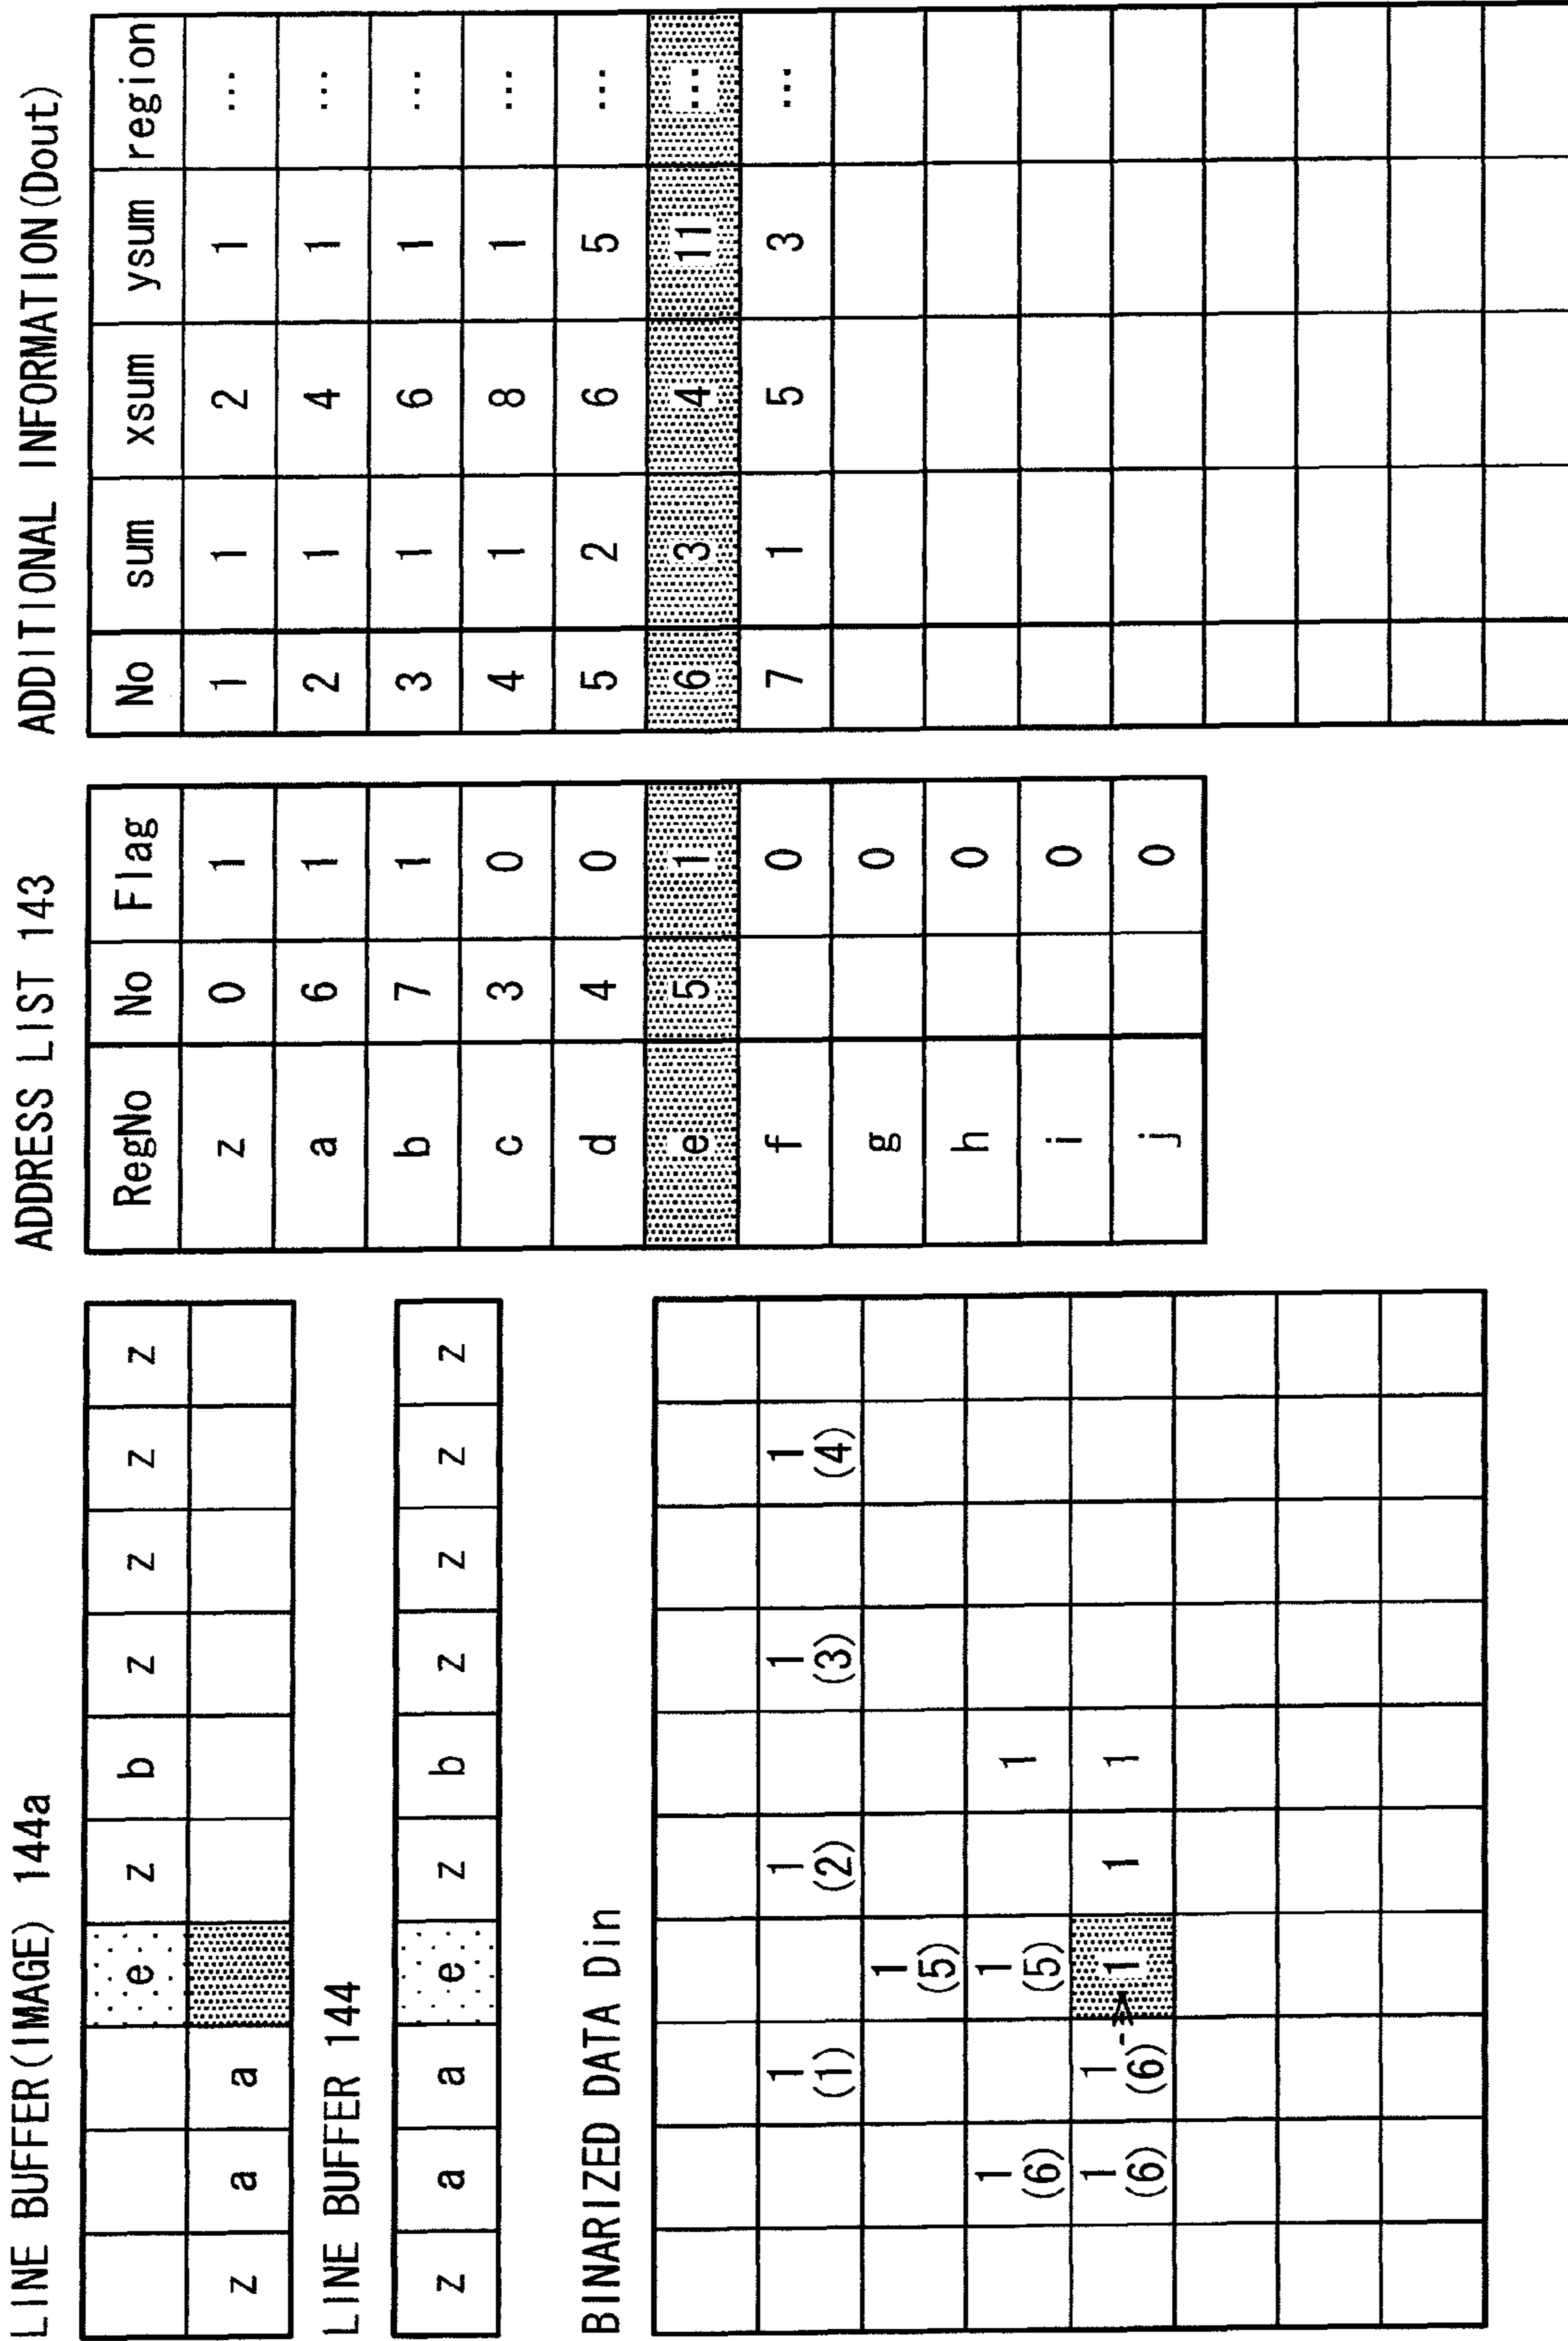 LINE BUFFER(IMAGE) 144a
e z b z z z z
z a a
LINE BUFFER 144
z a a e z b z z z z
BINARIZED DATA Din
1 1 1 1
(1) (2) (3) (4)
1
(5)
1 1 1
(6) (5)
1 1 1 1 1
(6) (6)
ADDRESS LIST 143
RegNo No Flag
z 0 1
a 6 1
b 7 1
c 3 0
d 4 0
e 5 1
f 0
g 0
h 0
i 0
j 0
ADDITIONAL INFORMATION(Dout)
No sum xsum ysum region
1 1 2 1 ...
2 1 4 1 ...
3 1 6 1 ...
4 1 8 1 ...
5 2 6 5 ...
6 3 4 11 ...
7 1 5 3 ...